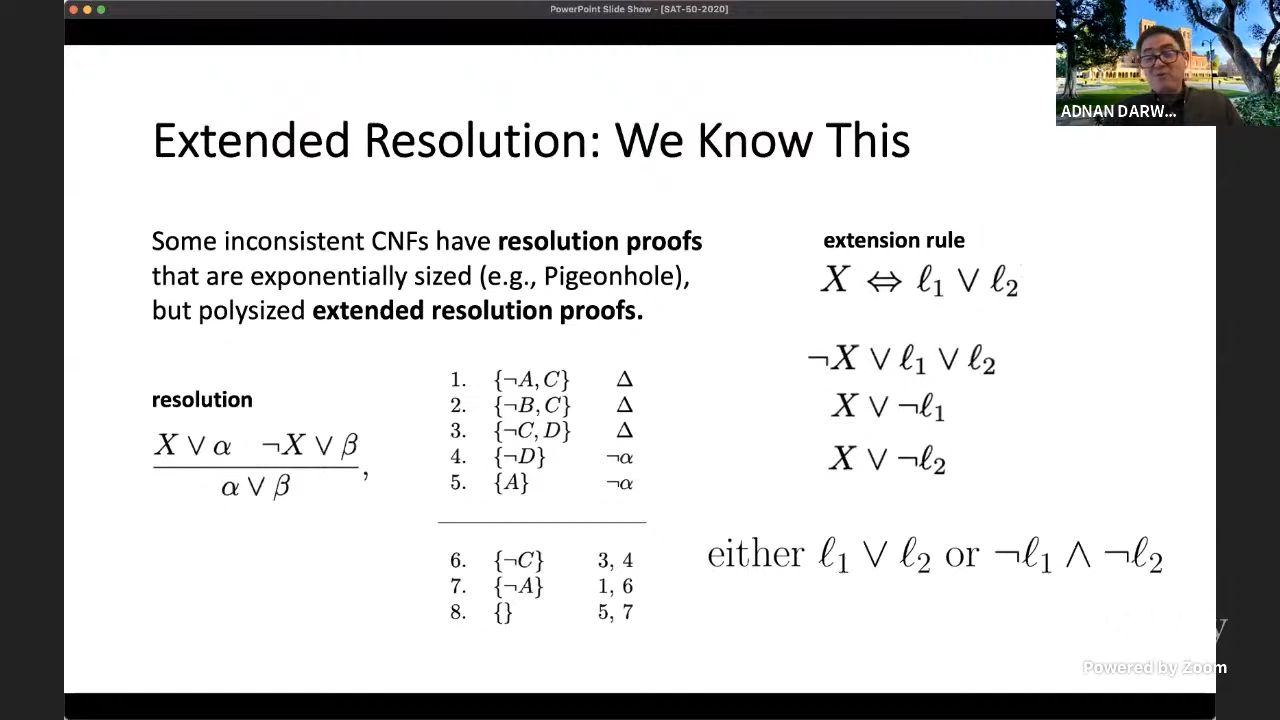 PowerPoint Slide Show - [SAT-50-2020]
ADNAN DARW...
Extended Resolution: We Know This
Some inconsistent CNFs have resolution proofs
that are exponentially sized (e.g., Pigeonhole),
but polysized extended resolution proofs.
resolution
X ∨ α ¬X ∨ β
α ∨ β ,
1. {¬A, C} Δ
2. {¬B, C} Δ
3. {¬C, D} Δ
4. {¬D} ¬α
5. {A} ¬α
6. {¬C} 3, 4
7. {¬A} 1, 6
8. {} 5, 7
extension rule
X ⇔ ℓ₁ ∨ ℓ₂
¬X ∨ ℓ₁ ∨ ℓ₂
X ∨ ¬ℓ₁
X ∨ ¬ℓ₂
either ℓ₁ ∨ ℓ₂ or ¬ℓ₁ ∧ ¬ℓ₂
Powered by Zoom